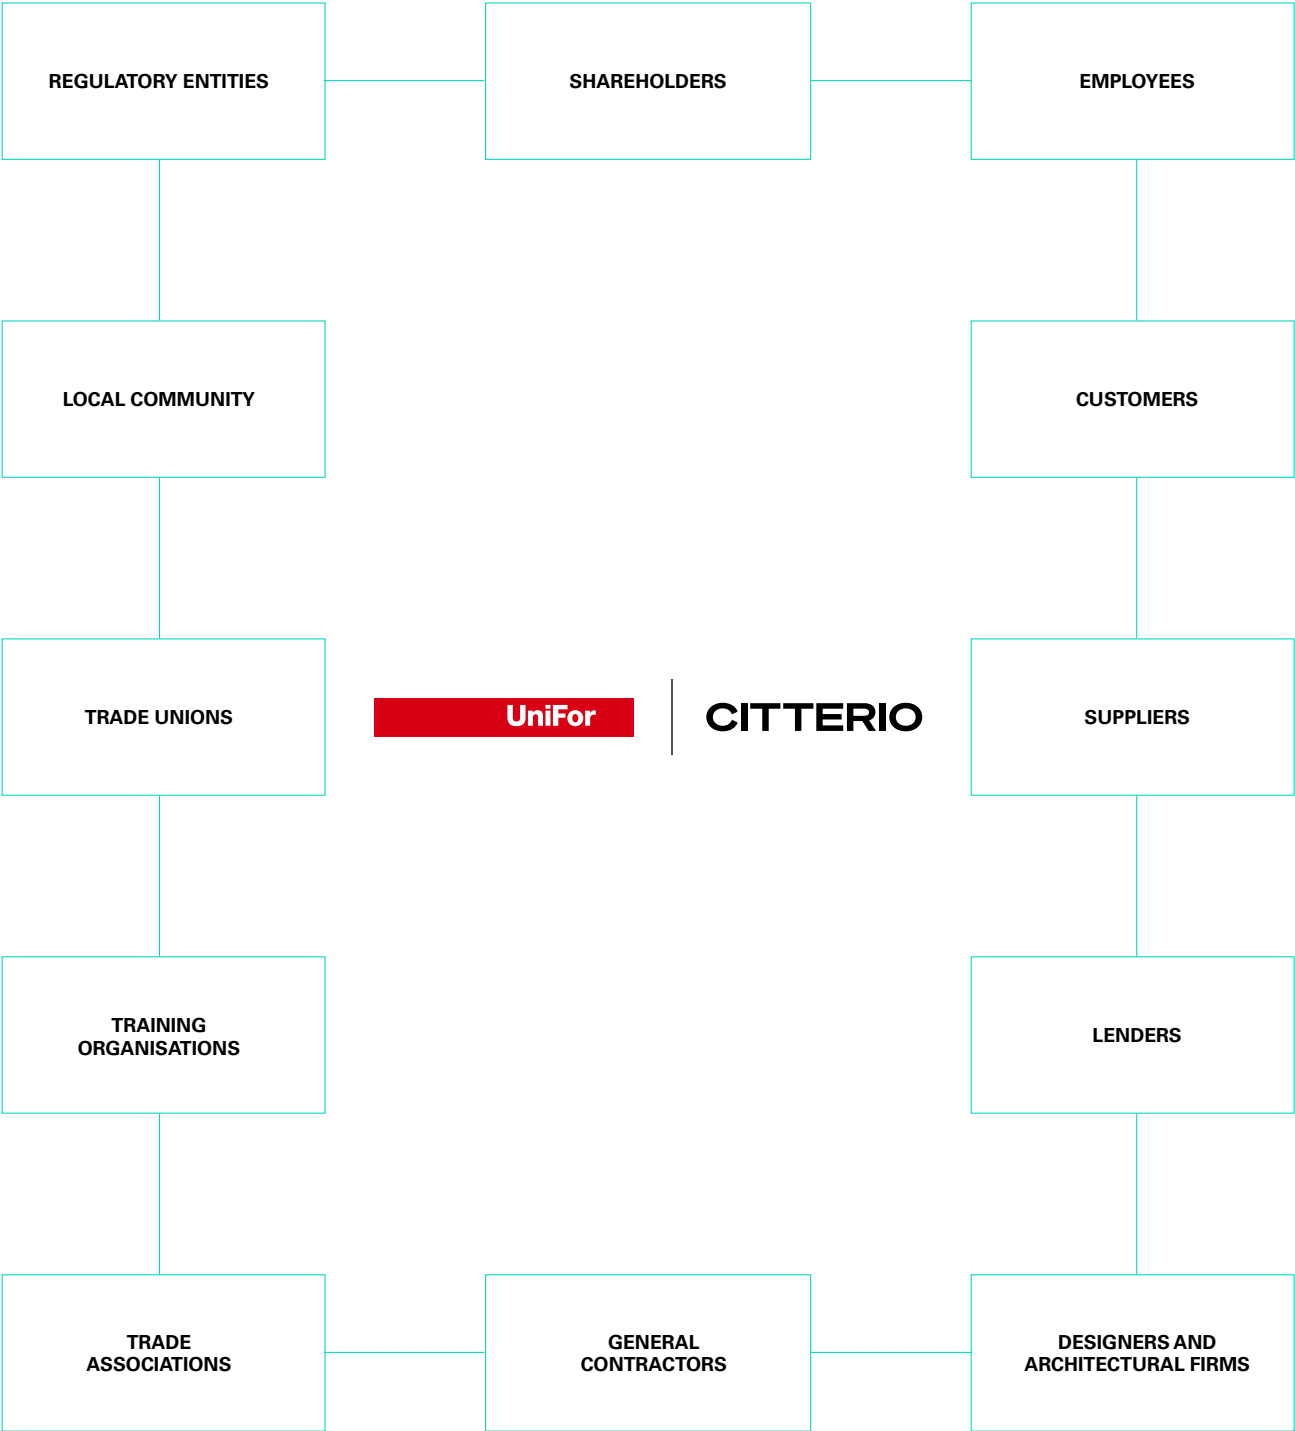 REGULATORY ENTITIES
SHAREHOLDERS
EMPLOYEES
LOCAL COMMUNITY
CUSTOMERS
TRADE UNIONS
UniFor
CITTERIO
SUPPLIERS
TRAINING
ORGANISATIONS
LENDERS
TRADE
ASSOCIATIONS
GENERAL
CONTRACTORS
DESIGNERS AND
ARCHITECTURAL FIRMS